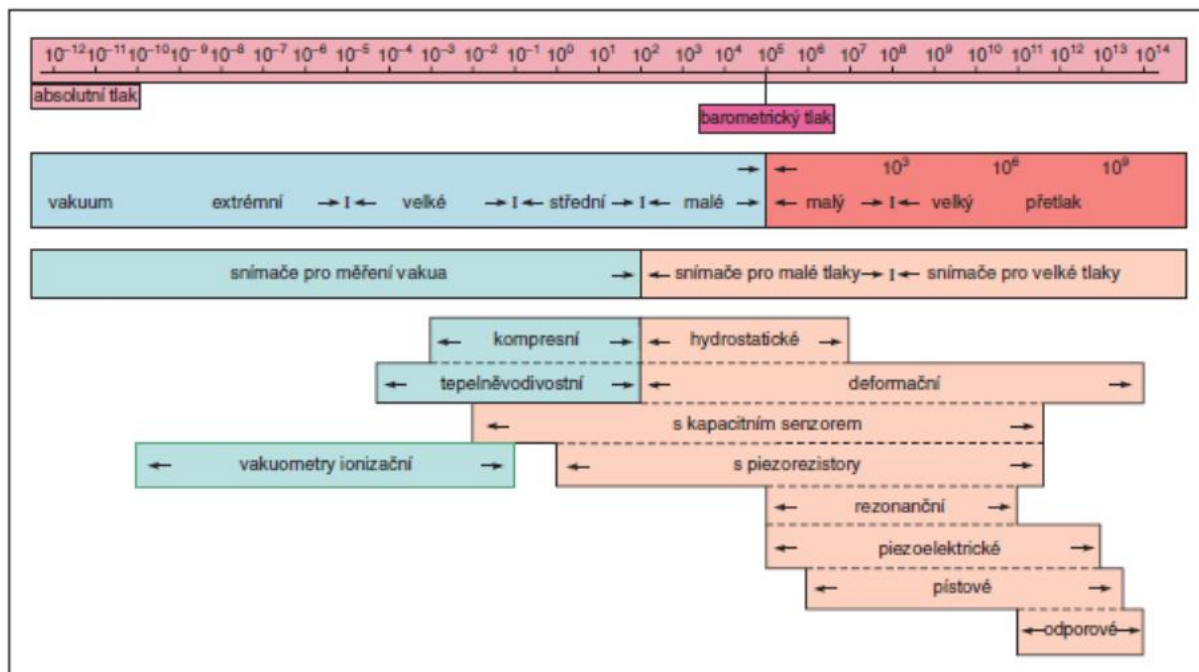 10⁻¹² 10⁻¹¹ 10⁻¹⁰ 10⁻⁹ 10⁻⁸ 10⁻⁷ 10⁻⁶ 10⁻⁵ 10⁻⁴ 10⁻³ 10⁻² 10⁻¹ 10⁰ 10¹ 10² 10³ 10⁴ 10⁵ 10⁶ 10⁷ 10⁸ 10⁹ 10¹⁰ 10¹¹ 10¹² 10¹³ 10¹⁴
absolutní tlak
barometrický tlak
10³ 10⁶ 10⁹
vakuum extrémní velké střední malé malý velký přetlak
snímače pro měření vakua snímače pro malé tlaky snímače pro velké tlaky
kompresní hydrostatické
tepelněvodivostní deformační
s kapacitním senzorem
vakuometry ionizační s piezorezistory
rezonanční
piezoelektrické
pístové
odporové